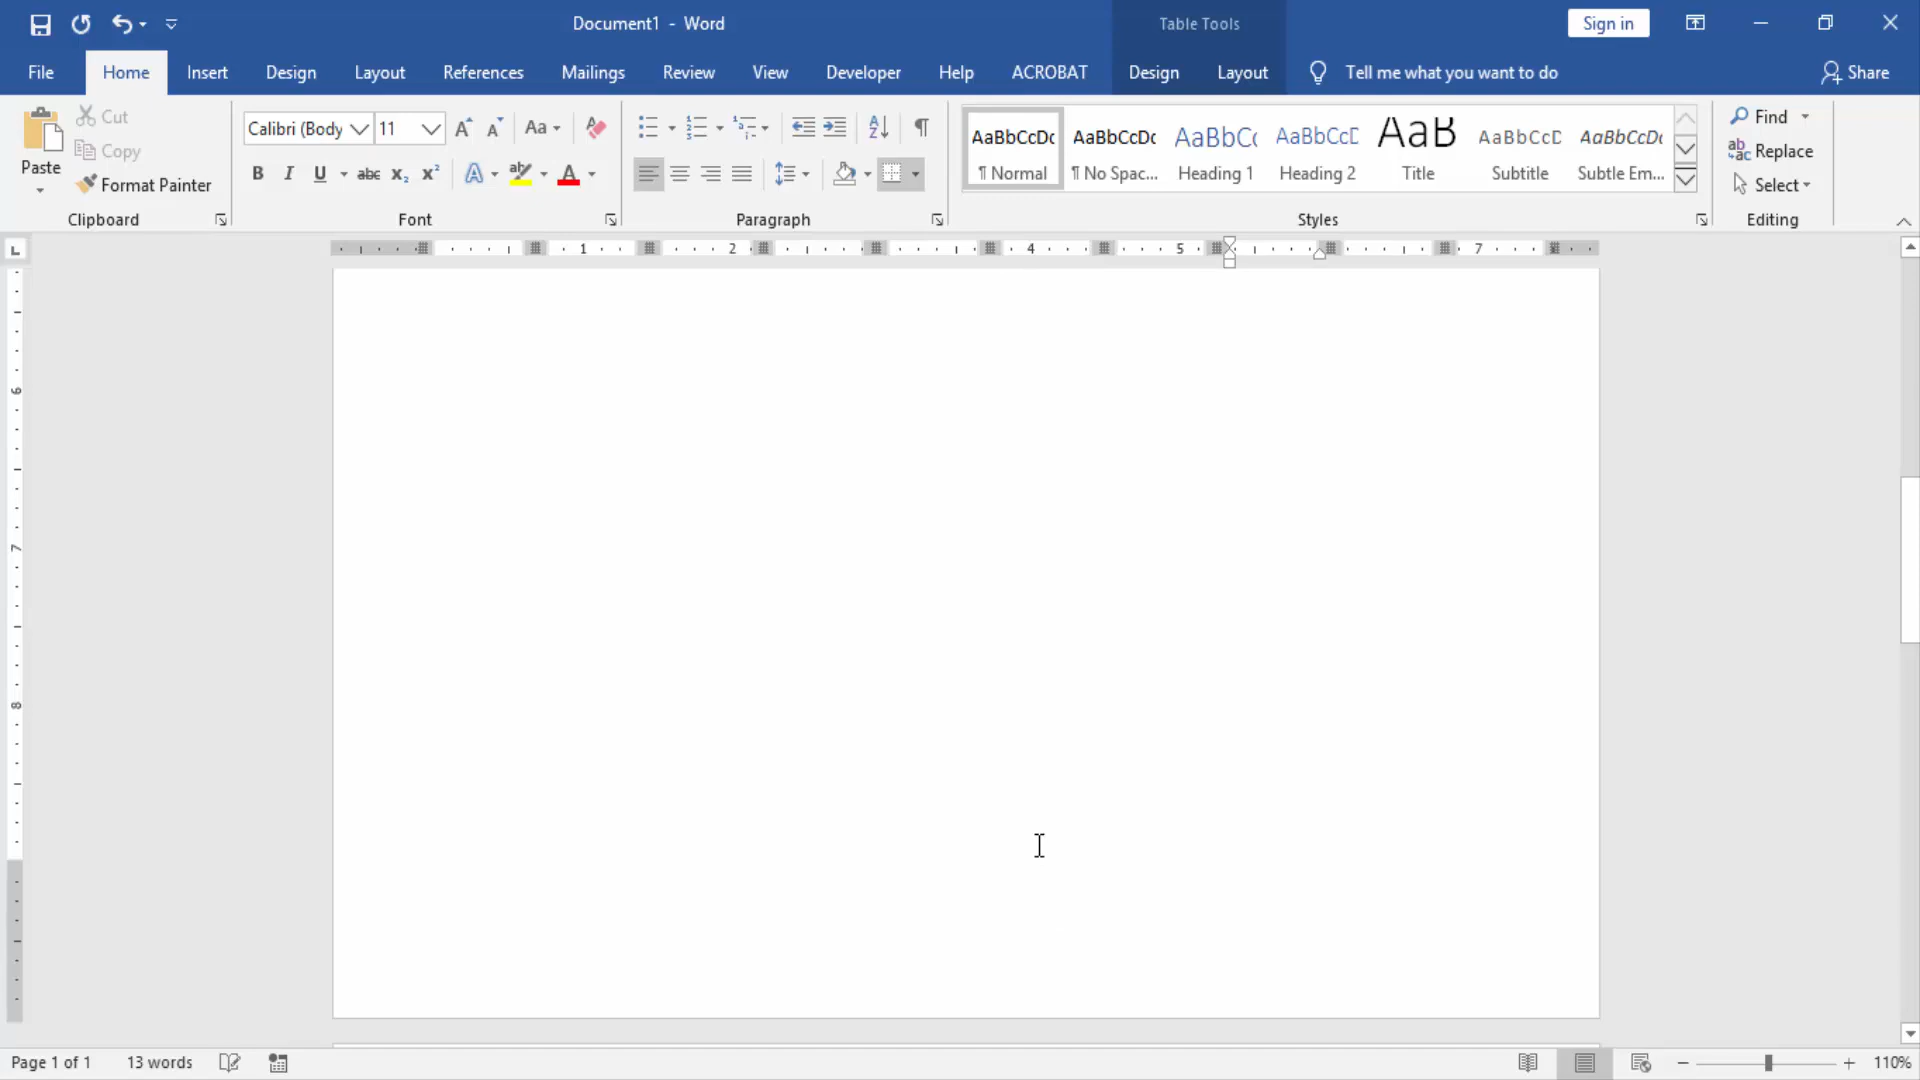 Document1 - Word
Table Tools
Sign in
File Home Insert Design Layout References Mailings Review View Developer Help ACROBAT Design Layout Tell me what you want to do Share
Paste
Cut
Copy
Format Painter
Clipboard
Calibri (Body 11
Font
Paragraph
AaBbCcDc AaBbCcDc AaBbCc AaBbCcD AaB AaBbCcD AaBbCcDc
¶ Normal ¶ No Spac... Heading 1 Heading 2 Title Subtitle Subtle Em...
Styles
Find
Replace
Select
Editing
1 2 4 5 7
6
7
8
Page 1 of 1 13 words 110%